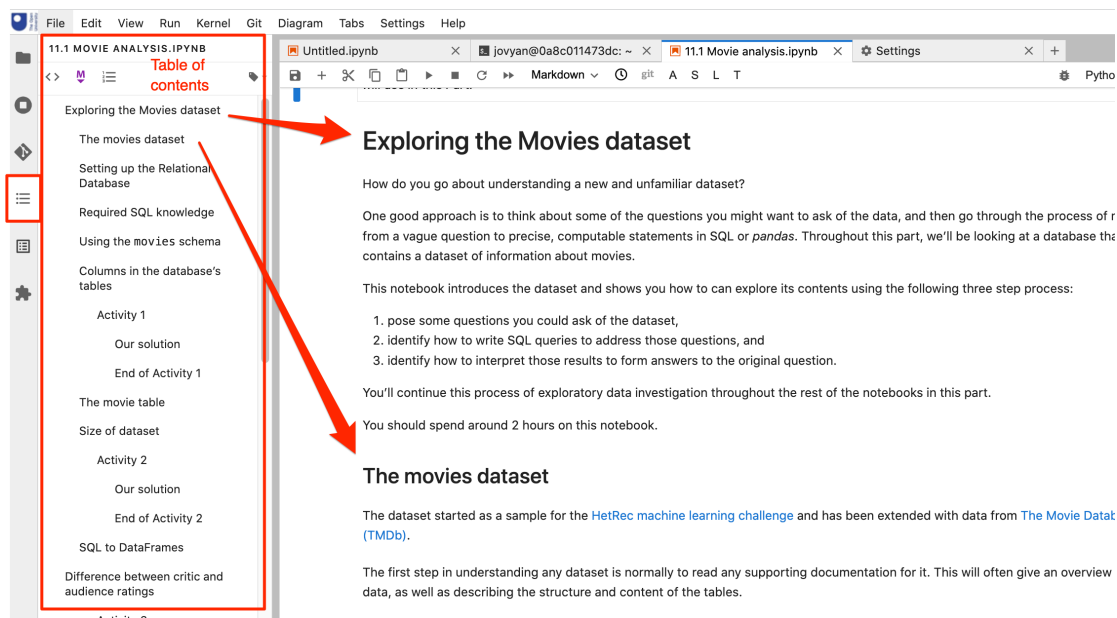 The Open University
File Edit View Run Kernel Git Diagram Tabs Settings Help
11.1 MOVIE ANALYSIS.IPYNB
Table of
contents
M
Exploring the Movies dataset
The movies dataset
Setting up the Relational
Database
Required SQL knowledge
Using the movies schema
Columns in the database's
tables
Activity 1
Our solution
End of Activity 1
The movie table
Size of dataset
Activity 2
Our solution
End of Activity 2
SQL to DataFrames
Difference between critic and
audience ratings
Untitled.ipynb
jovyan@0a8c011473dc: ~
11.1 Movie analysis.ipynb
Settings
Markdown git A S L T Pytho
Exploring the Movies dataset
How do you go about understanding a new and unfamiliar dataset?
One good approach is to think about some of the questions you might want to ask of the data, and then go through the process of
from a vague question to precise, computable statements in SQL or pandas. Throughout this part, we'll be looking at a database tha
contains a dataset of information about movies.
This notebook introduces the dataset and shows you how to can explore its contents using the following three step process:
1. pose some questions you could ask of the dataset,
2. identify how to write SQL queries to address those questions, and
3. identify how to interpret those results to form answers to the original question.
You'll continue this process of exploratory data investigation throughout the rest of the notebooks in this part.
You should spend around 2 hours on this notebook.
The movies dataset
The dataset started as a sample for the HetRec machine learning challenge and has been extended with data from The Movie Datab
(TMDb).
The first step in understanding any dataset is normally to read any supporting documentation for it. This will often give an overview
data, as well as describing the structure and content of the tables.